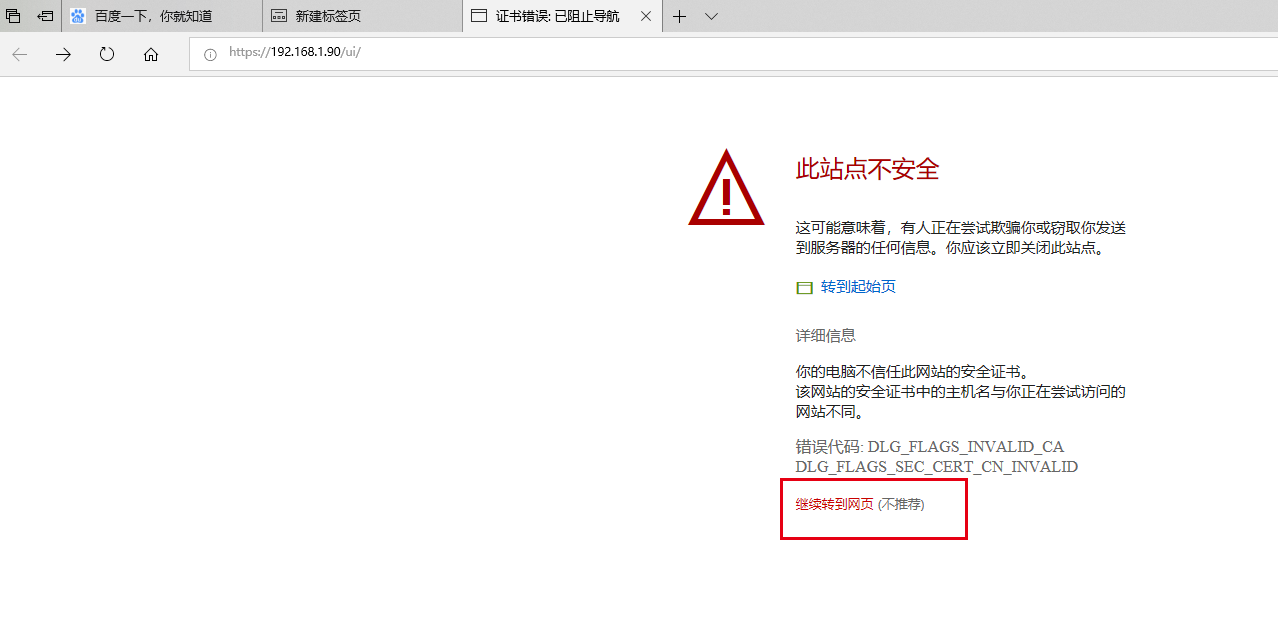 百度一下，你就知道
新建标签页
证书错误: 已阻止导航
https://192.168.1.90/ui/
此站点不安全
这可能意味着，有人正在尝试欺骗你或窃取你发送
到服务器的任何信息。你应该立即关闭此站点。
转到起始页
详细信息
你的电脑不信任此网站的安全证书。
该网站的安全证书中的主机名与你正在尝试访问的
网站不同。
错误代码: DLG_FLAGS_INVALID_CA
DLG_FLAGS_SEC_CERT_CN_INVALID
继续转到网页 (不推荐)